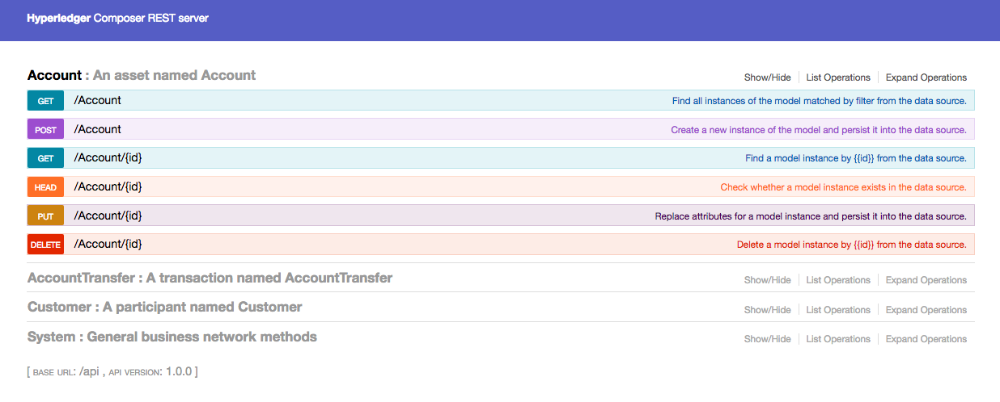 Hyperledger Composer REST server
Account : An asset named Account Show/Hide List Operations Expand Operations
GET /Account Find all instances of the model matched by filter from the data source.
POST /Account Create a new instance of the model and persist it into the data source.
GET /Account/{id} Find a model instance by {{id}} from the data source.
HEAD /Account/{id} Check whether a model instance exists in the data source.
PUT /Account/{id} Replace attributes for a model instance and persist it into the data source.
DELETE /Account/{id} Delete a model instance by {{id}} from the data source.
AccountTransfer : A transaction named AccountTransfer Show/Hide List Operations Expand Operations
Customer : A participant named Customer Show/Hide List Operations Expand Operations
System : General business network methods Show/Hide List Operations Expand Operations
[ BASE URL: /api , API VERSION: 1.0.0 ]